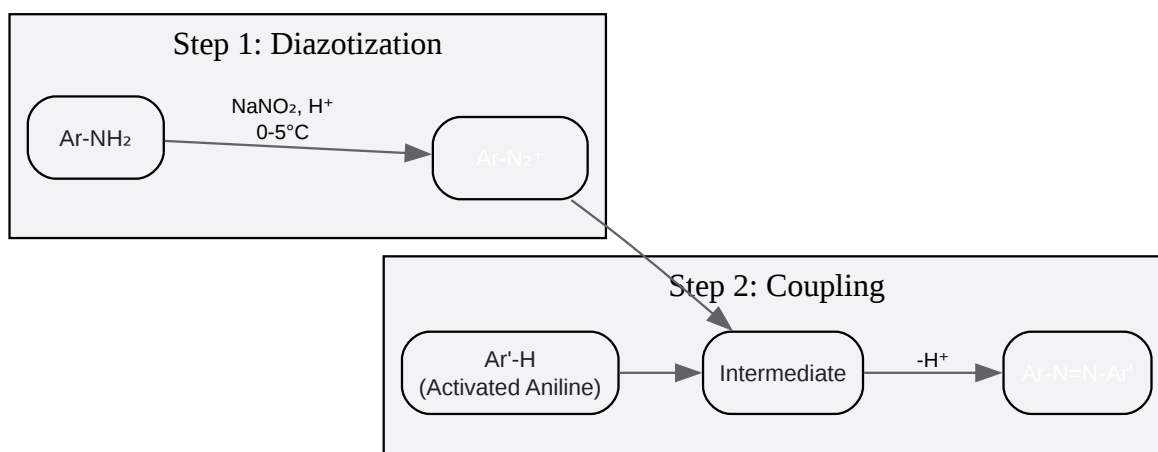 Step 1: Diazotization
Ar-NH₂
NaNO₂, H⁺
0-5°C
Ar-N₂⁺
Step 2: Coupling
Ar'-H
(Activated Aniline)
Intermediate
-H⁺
Ar-N=N-Ar'